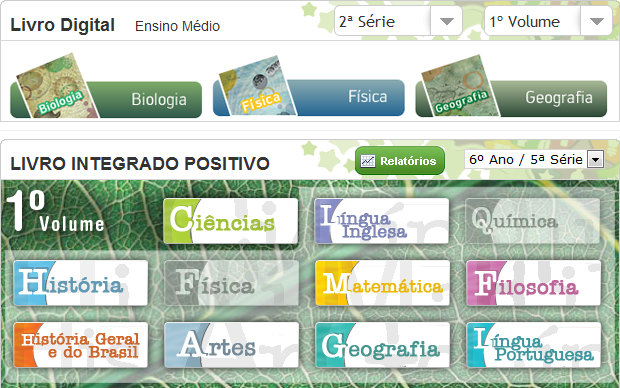 Livro Digital Ensino Médio 2ª Série 1º Volume
Biologia Biologia Física Física Geografia Geografia
LIVRO INTEGRADO POSITIVO Relatórios 6º Ano / 5ª Série
1º
Volume
Ciências
Língua
Inglesa
Química
História
Física
Matemática
Filosofia
História Geral
e do Brasil
Artes
Geografia
Língua
Portuguesa